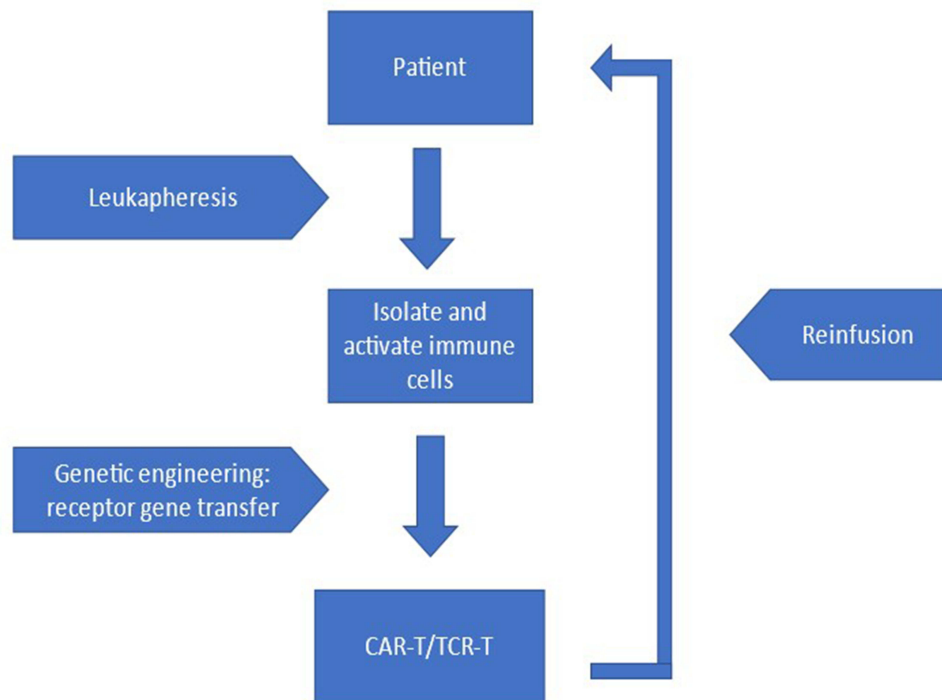 Patient
Leukapheresis
Isolate and
activate immune
cells
Reinfusion
Genetic engineering:
receptor gene transfer
CAR-T/TCR-T